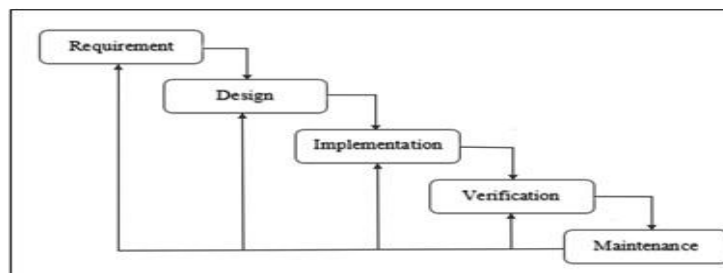 Requirement
Design
Implementation
Verification
Maintenance